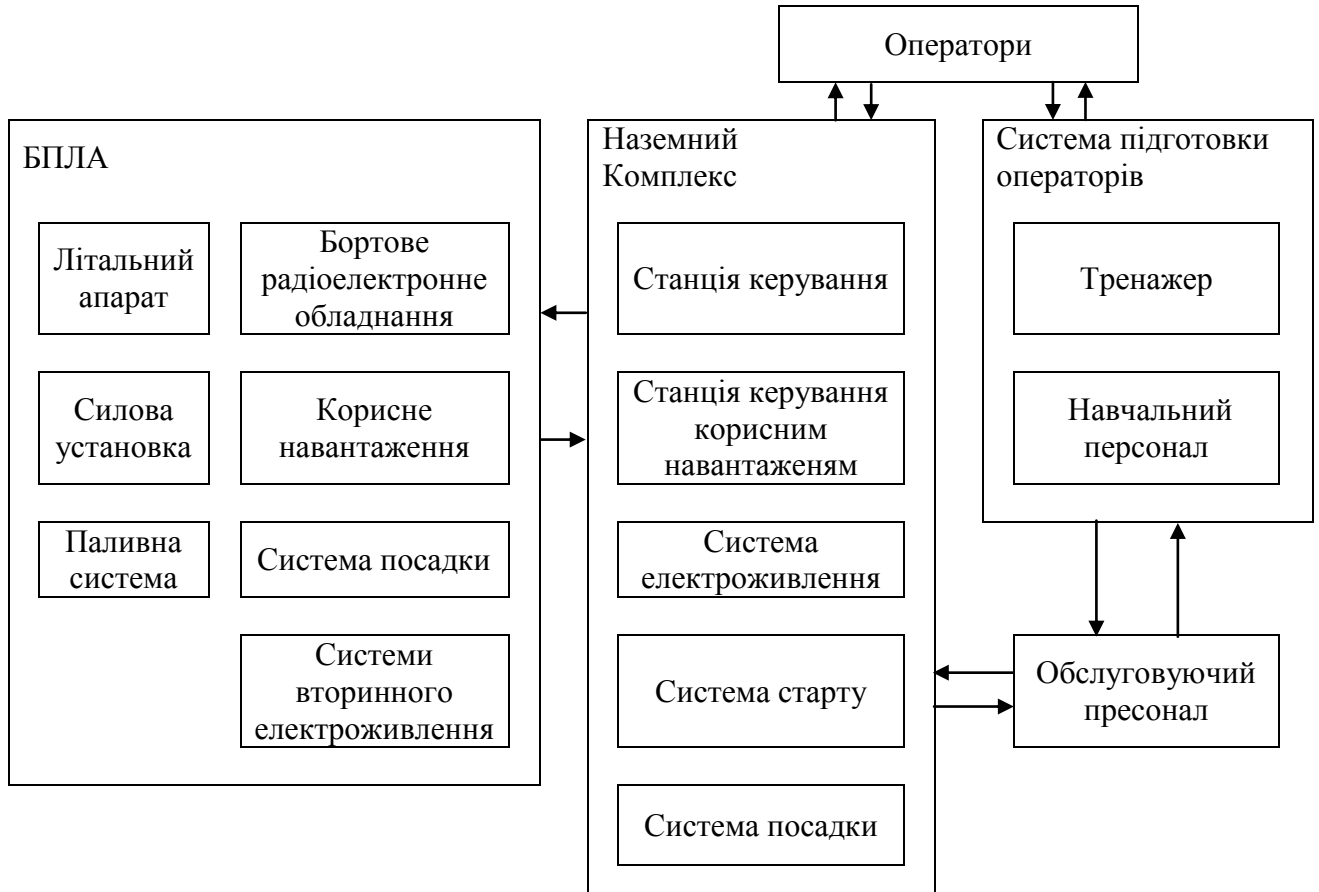 Оператори
БПЛА
Літальний
апарат
Бортове
радіоелектронне
обладнання
Силова
установка
Корисне
навантаження
Паливна
система
Система посадки
Системи
вторинного
електроживлення
Наземний
Комплекс
Станція керування
Станція керування
корисним
навантаженям
Система
електроживлення
Система старту
Система посадки
Система підготовки
операторів
Тренажер
Навчальний
персонал
Обслуговуючий
пресонал